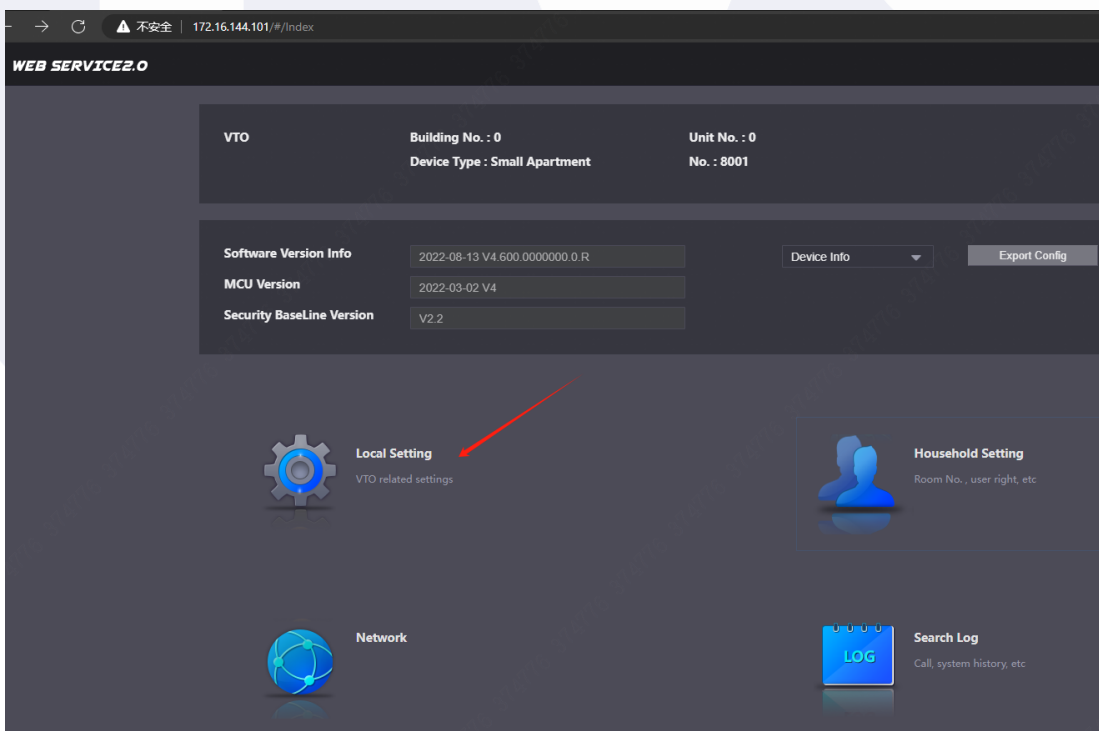 不安全 172.16.144.101/#/Index
WEB SERVICE2.0
VTO Building No. : 0 Unit No. : 0
Device Type : Small Apartment No. : 8001
Software Version Info 2022-08-13 V4.600.0000000.0.R Device Info Export Config
MCU Version 2022-03-02 V4
Security BaseLine Version V2.2
Local Setting Household Setting
VTO related settings Room No. , user right, etc
Network Search Log
LOG Call, system history, etc